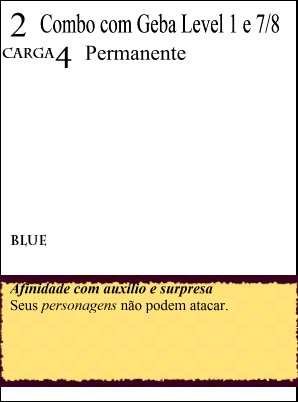 2 Combo com Geba Level 1 e 7/8
CARGA 4 Permanente
BLUE
Afinidade com auxílio e surpresa
Seus personagens não podem atacar.